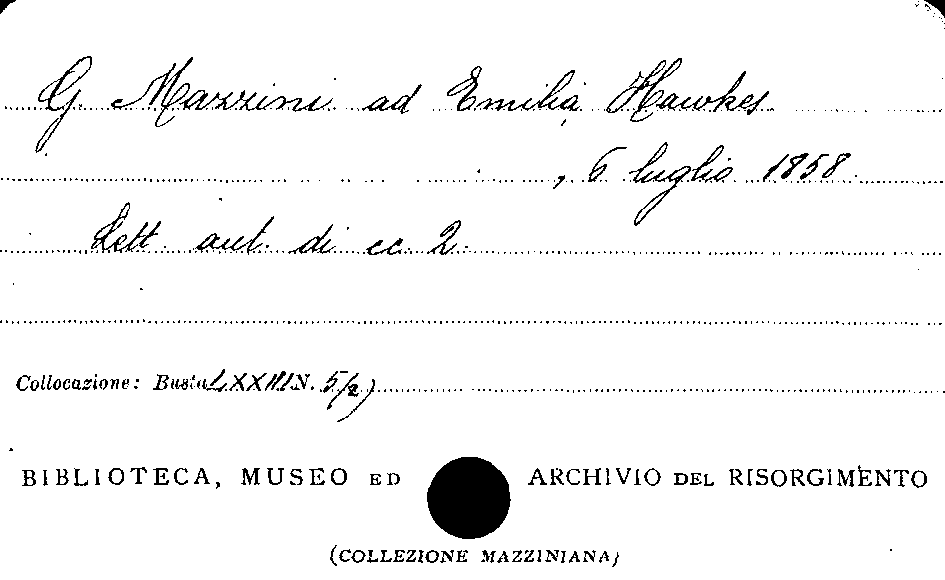 G. Mazzini ad Emilia Hawkes
, 6 luglio 1858
Lett. aut. di cc. 2.
Collocazione: Busta LXXIII N. 5/2)
BIBLIOTECA, MUSEO ED ARCHIVIO DEL RISORGIMENTO
(COLLEZIONE MAZZINIANA)